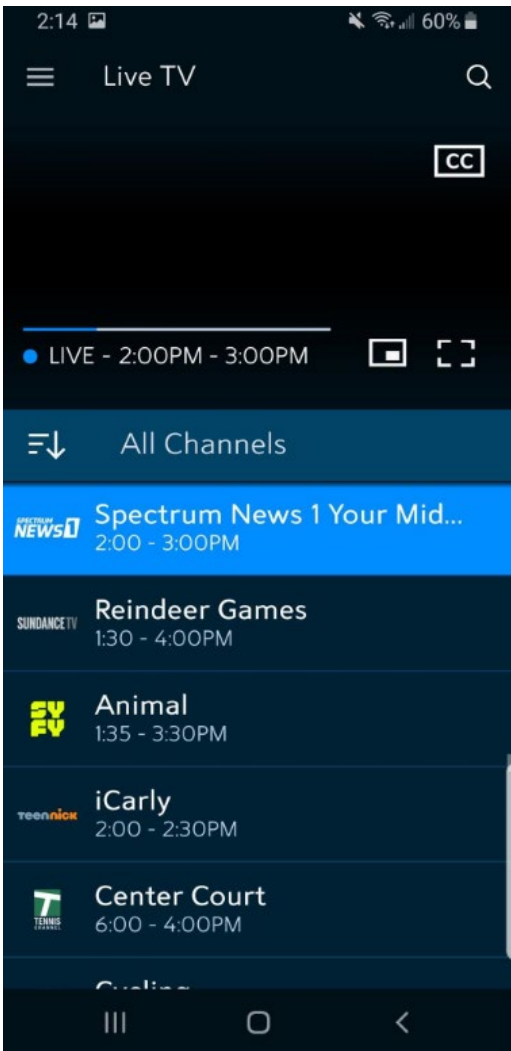 2:14
60%
Live TV
CC
LIVE - 2:00PM - 3:00PM
All Channels
SPECTRUM
NEWS 1
Spectrum News 1 Your Mid...
2:00 - 3:00PM
SUNDANCE TV
Reindeer Games
1:30 - 4:00PM
SY
FY
Animal
1:35 - 3:30PM
Teennick
iCarly
2:00 - 2:30PM
T
TENNIS
CHANNEL
Center Court
6:00 - 4:00PM
Cycling